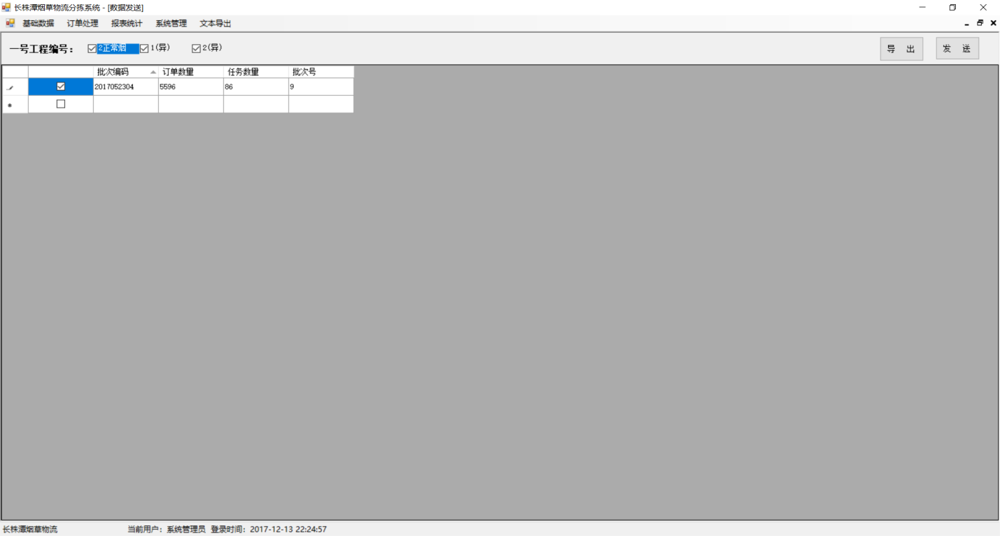 长株潭烟草物流分拣系统 - [数据发送]
基础数据 订单处理 报表统计 系统管理 文本导出
一号工程编号： 2正常烟 1(异) 2(异) 导 出 发 送
批次编码 订单数量 任务数量 批次号
2017052304 5596 86 9
长株潭烟草物流 当前用户：系统管理员 登录时间：2017-12-13 22:24:57